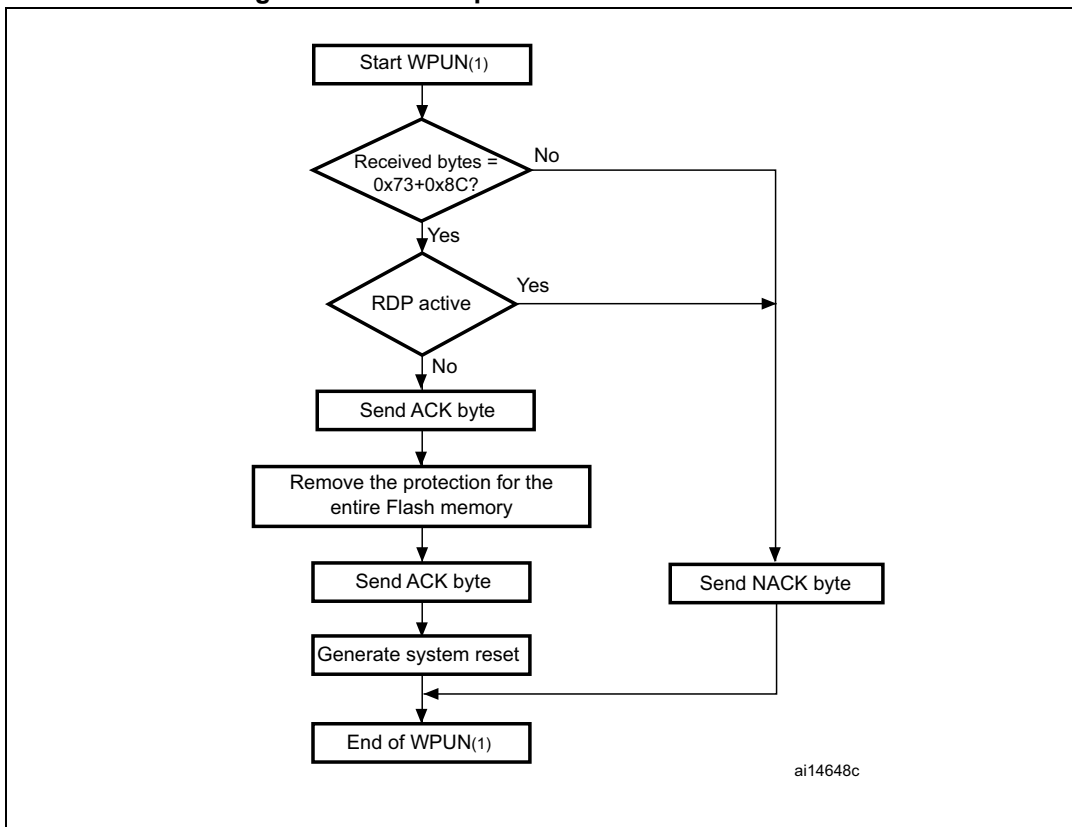 Start WPUN(1)
Received bytes =
0x73+0x8C?
No
Yes
RDP active
Yes
No
Send ACK byte
Remove the protection for the
entire Flash memory
Send ACK byte
Send NACK byte
Generate system reset
End of WPUN(1)
ai14648c